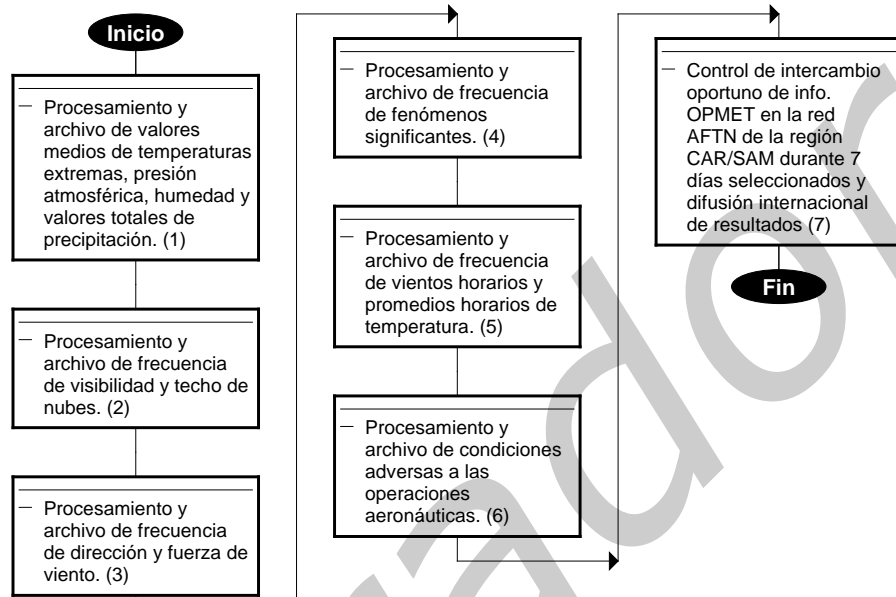 Inicio
— Procesamiento y
archivo de valores
medios de temperaturas
extremas, presión
atmosférica, humedad y
valores totales de
precipitación. (1)
— Procesamiento y
archivo de frecuencia
de visibilidad y techo de
nubes. (2)
— Procesamiento y
archivo de frecuencia
de dirección y fuerza de
viento. (3)
— Procesamiento y
archivo de frecuencia
de fenómenos
significantes. (4)
— Procesamiento y
archivo de frecuencia
de vientos horarios y
promedios horarios de
temperatura. (5)
— Procesamiento y
archivo de condiciones
adversas a las
operaciones
aeronáuticas. (6)
— Control de intercambio
oportuno de info.
OPMET en la red
AFTN de la región
CAR/SAM durante 7
días seleccionados y
difusión internacional
de resultados (7)
Fin
rador